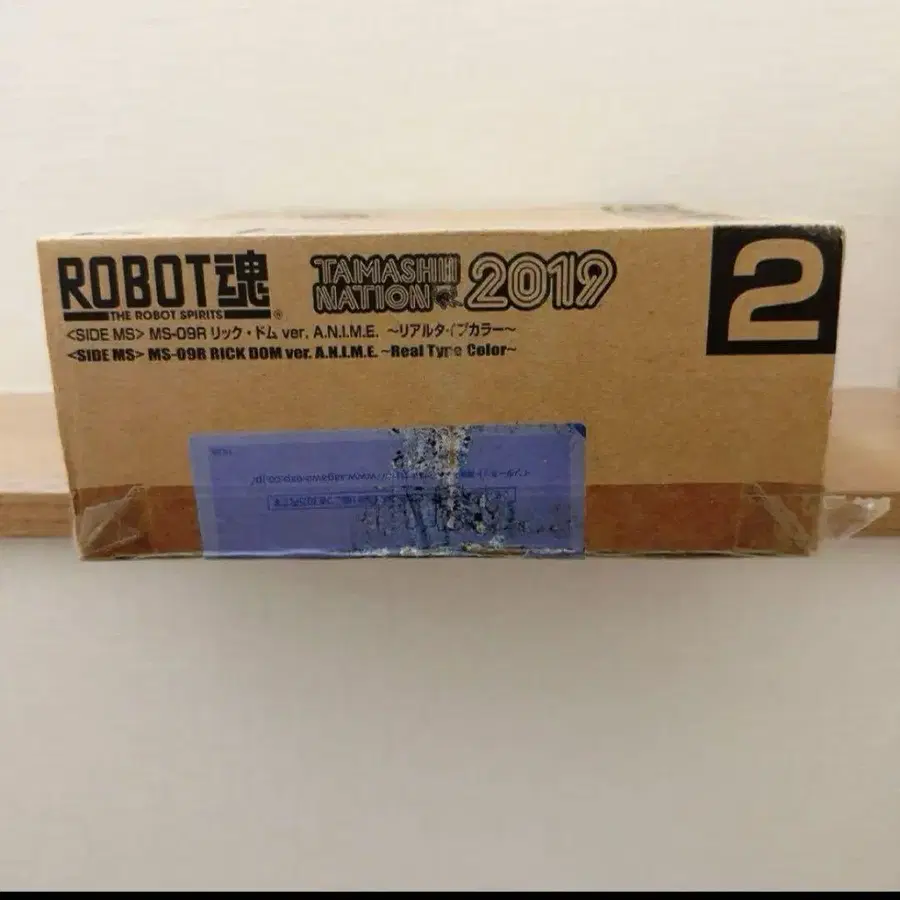 ROBOT魂
THE ROBOT SPIRITS
®
TAMASHII
NATION
2019
2
<SIDE MS> MS-09R リック・ドム ver. A.N.I.M.E. ～リアルタイプカラー～
<SIDE MS> MS-09R RICK DOM ver. A.N.I.M.E. ~Real Type Color~